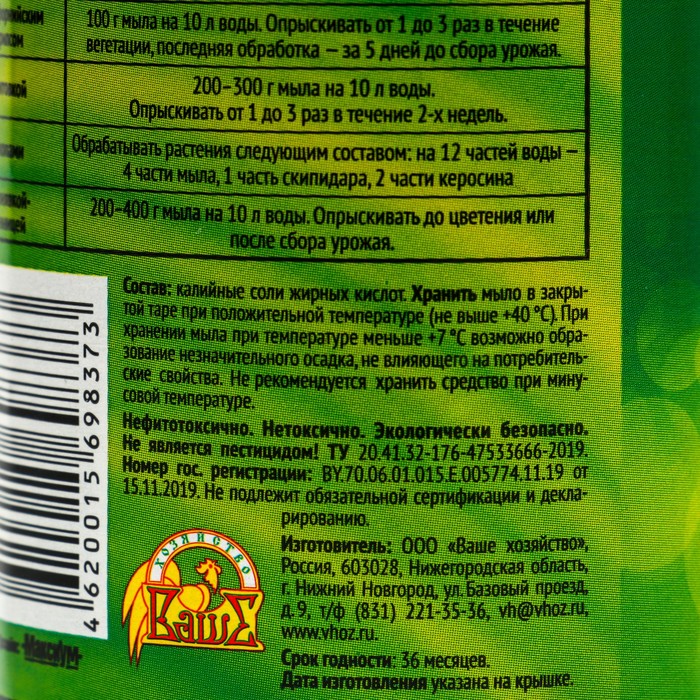 100 г мыла на 10 л воды. Опрыскивать от 1 до 3 раз в течение
вегетации, последняя обработка – за 5 дней до сбора урожая.
200–300 г мыла на 10 л воды.
Опрыскивать от 1 до 3 раз в течение 2-х недель.
Обрабатывать растения следующим составом: на 12 частей воды –
4 части мыла, 1 часть скипидара, 2 части керосина
200–400 г мыла на 10 л воды. Опрыскивать до цветения или
после сбора урожая.
Состав: калийные соли жирных кислот. Хранить мыло в закры-
той таре при положительной температуре (не выше +40 °C). При
хранении мыла при температуре меньше +7 °C возможно обра-
зование незначительного осадка, не влияющего на потребитель-
ские свойства. Не рекомендуется хранить средство при мину-
совой температуре.
Нефитотоксично. Нетоксично. Экологически безопасно.
Не является пестицидом! ТУ 20.41.32-176-47533666-2019.
Номер гос. регистрации: BY.70.06.01.015.E.005774.11.19 от
15.11.2019. Не подлежит обязательной сертификации и декла-
рированию.
Изготовитель: ООО «Ваше хозяйство»,
Россия, 603028, Нижегородская область,
г. Нижний Новгород, ул. Базовый проезд,
д. 9, т/ф (831) 221-35-36, vh@vhoz.ru,
www.vhoz.ru.
Срок годности: 36 месяцев.
Дата изготовления указана на крышке.
ХОЗЯЙСТВО
ВАШЕ
4 620015 698373